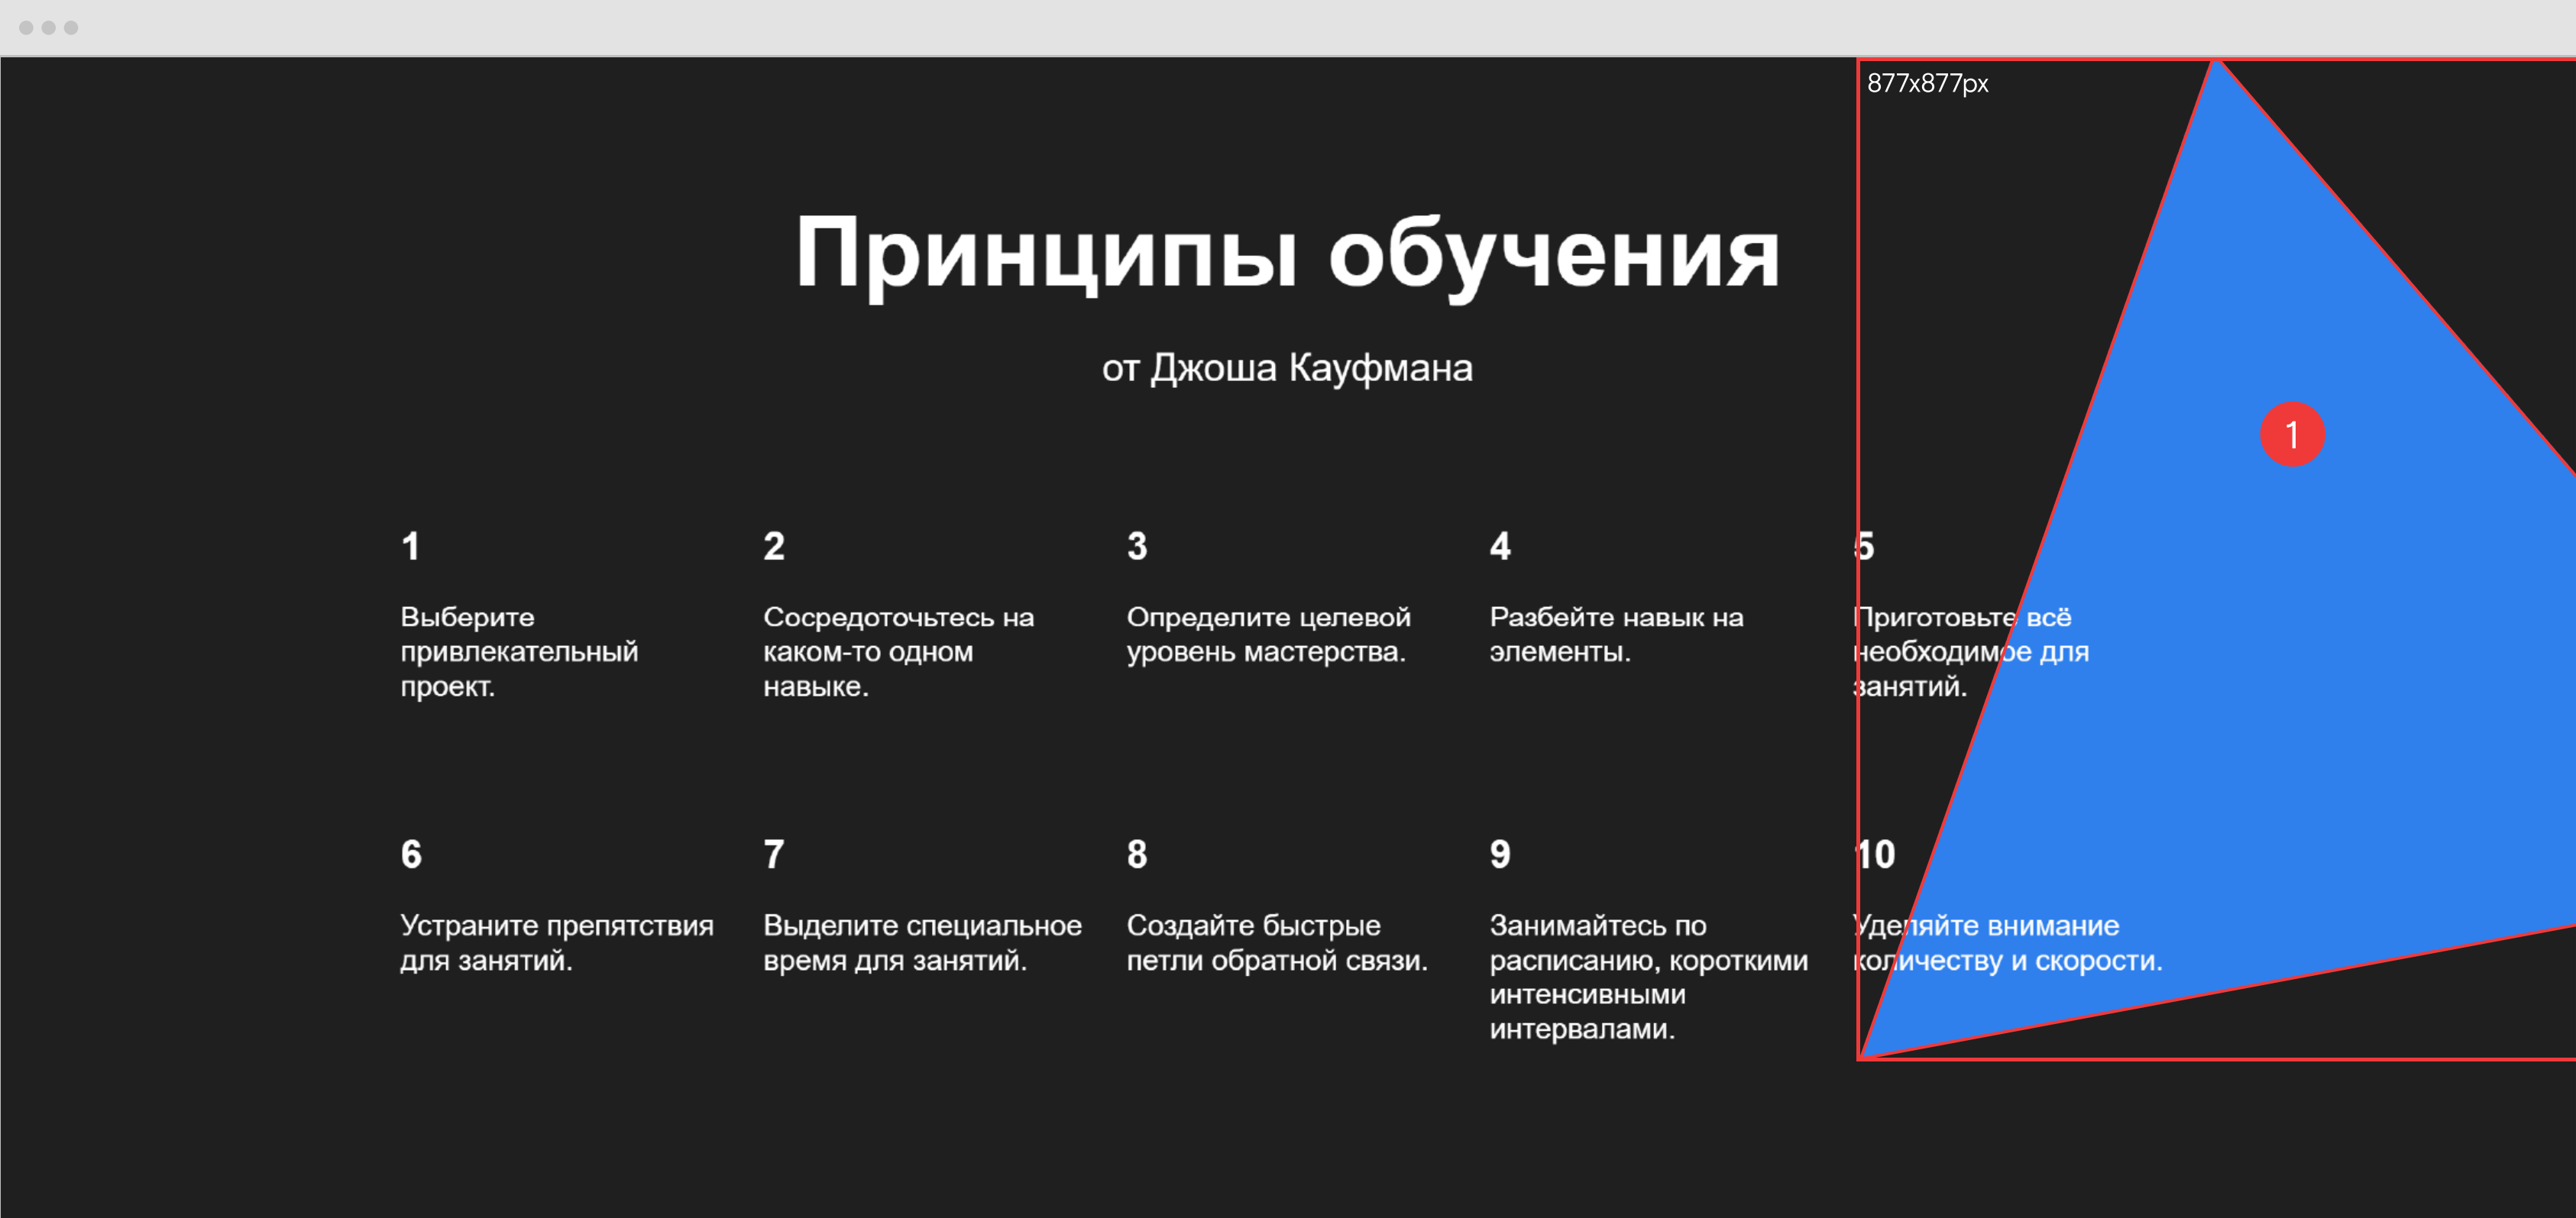 877x877px
Принципы обучения
от Джоша Кауфмана
1
1
Выберите
привлекательный
проект.
2
Сосредоточьтесь на
каком-то одном
навыке.
3
Определите целевой
уровень мастерства.
4
Разбейте навык на
элементы.
5
Приготовьте всё
необходимое для
занятий.
6
Устраните препятствия
для занятий.
7
Выделите специальное
время для занятий.
8
Создайте быстрые
петли обратной связи.
9
Занимайтесь по
расписанию, короткими
интенсивными
интервалами.
10
Уделяйте внимание
количеству и скорости.